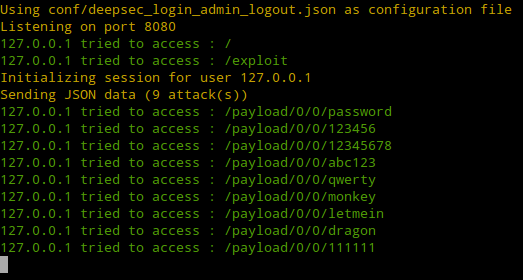 Using conf/deepsec_login_admin_logout.json as configuration file
Listening on port 8080
127.0.0.1 tried to access : /
127.0.0.1 tried to access : /exploit
Initializing session for user 127.0.0.1
Sending JSON data (9 attack(s))
127.0.0.1 tried to access : /payload/0/0/password
127.0.0.1 tried to access : /payload/0/0/123456
127.0.0.1 tried to access : /payload/0/0/12345678
127.0.0.1 tried to access : /payload/0/0/abc123
127.0.0.1 tried to access : /payload/0/0/qwerty
127.0.0.1 tried to access : /payload/0/0/monkey
127.0.0.1 tried to access : /payload/0/0/letmein
127.0.0.1 tried to access : /payload/0/0/dragon
127.0.0.1 tried to access : /payload/0/0/111111